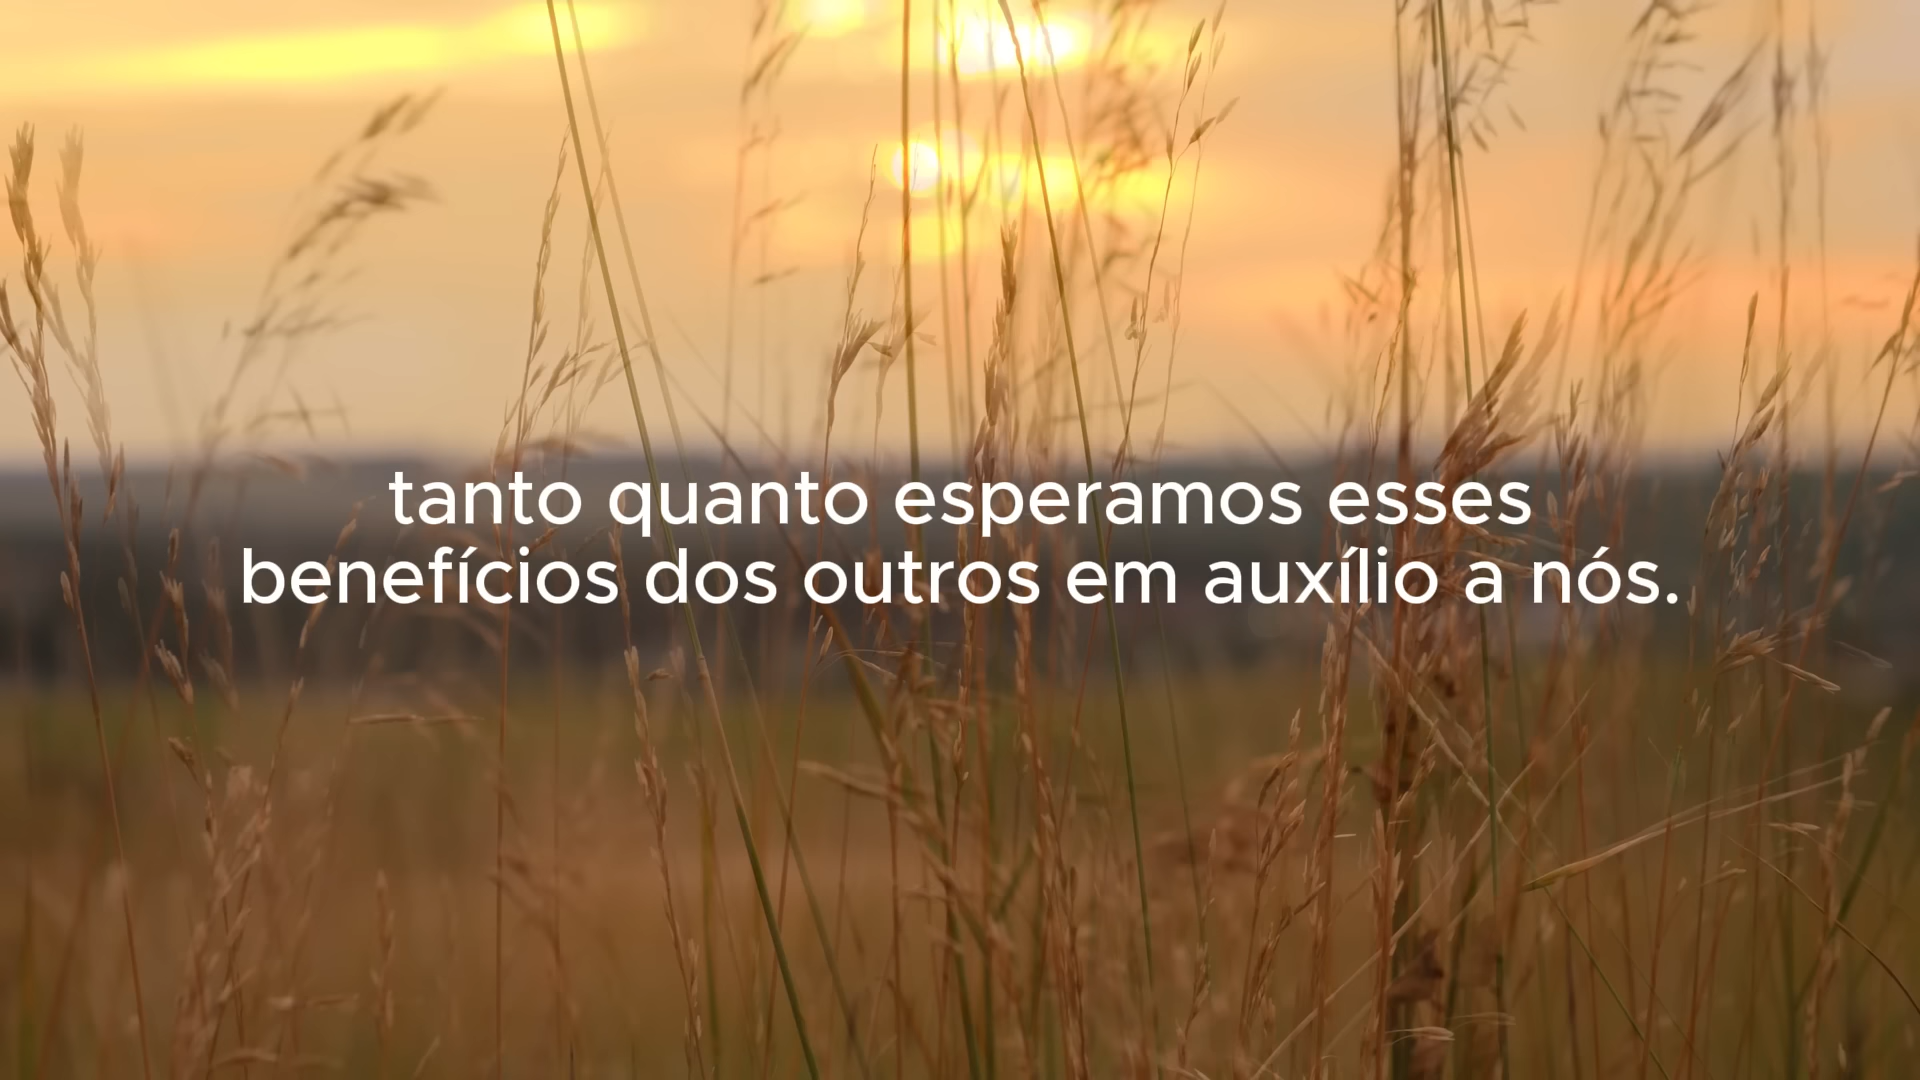 tanto quanto esperamos esses
benefícios dos outros em auxílio a nós.